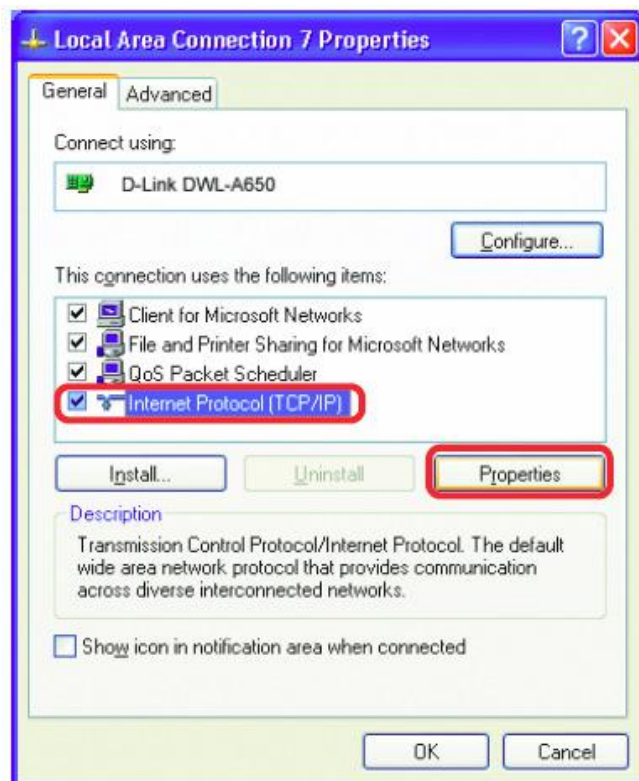 Local Area Connection 7 Properties
General
Advanced
Connect using:
D-Link DWL-A650
Configure...
This connection uses the following items:
Client for Microsoft Networks
File and Printer Sharing for Microsoft Networks
QoS Packet Scheduler
Internet Protocol (TCP/IP)
Install...
Uninstall
Properties
Description
Transmission Control Protocol/Internet Protocol. The default
wide area network protocol that provides communication
across diverse interconnected networks.
Show icon in notification area when connected
OK
Cancel